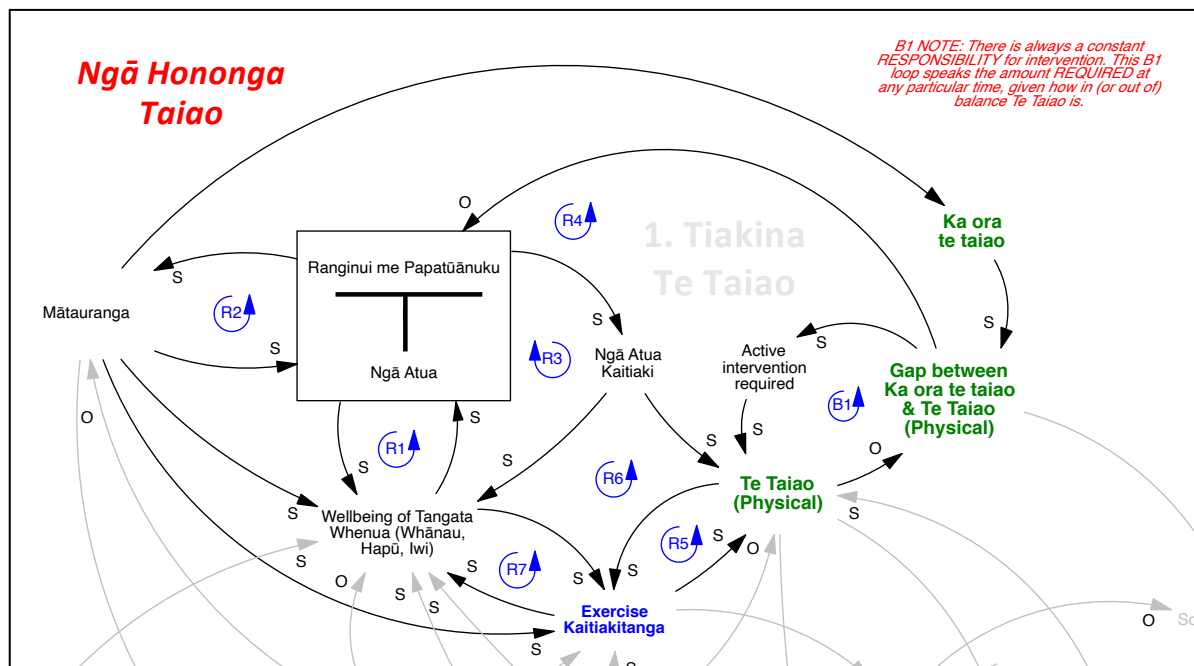 Ngā Hononga
Taiao
B1 NOTE: There is always a constant
RESPONSIBILITY for intervention. This B1
loop speaks the amount REQUIRED at
any particular time, given how in (or out of)
balance Te Taiao is.
O
R4
1. Tiakina
Te Taiao
Ka ora
te taiao
S
Ranginui me Papatūānuku
Mātauranga
R2
S
S
S
R3
Ngā Atua
Kaitiaki
Ngā Atua
Active
intervention
required
S
Gap between
Ka ora te taiao
& Te Taiao
(Physical)
B1
O
S
R1
S
S
S
S
S
O
R6
Te Taiao
(Physical)
S
S
Wellbeing of Tangata
Whenua (Whānau,
Hapū, Iwi)
R5
S
O
S
O
R7
S
S
S
S
S
Exercise
Kaitiakitanga
S
O
S